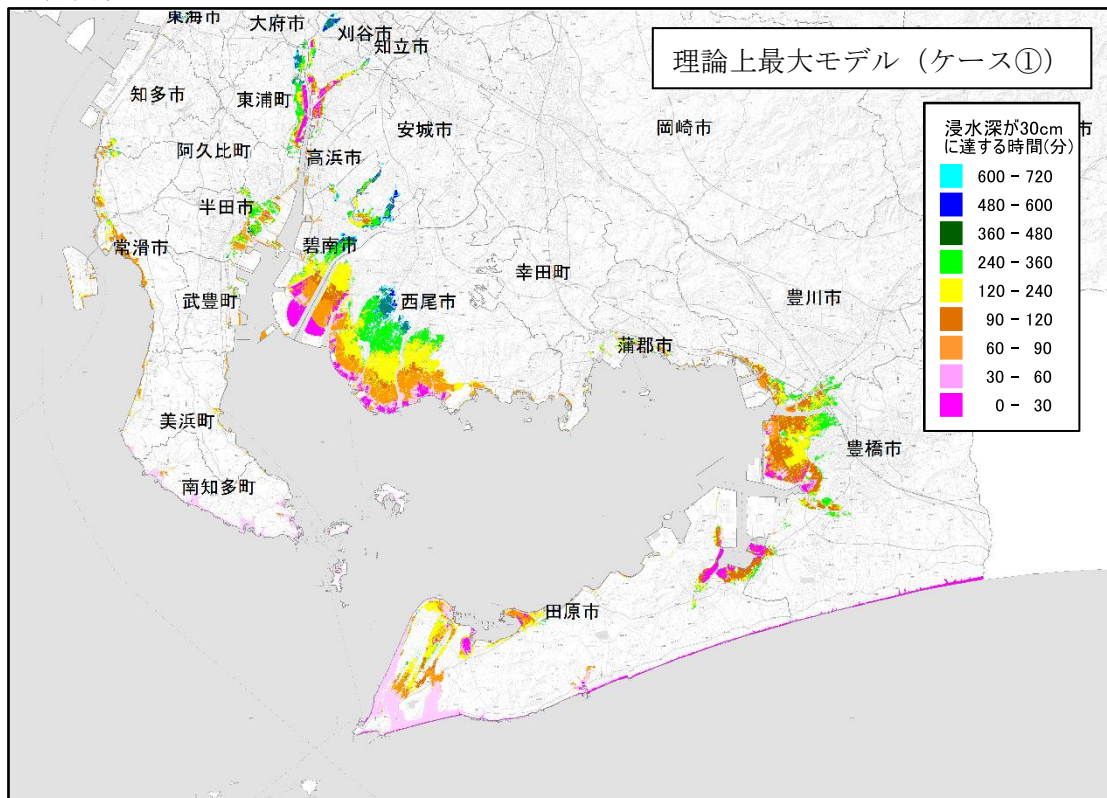 理論上最大モデル（ケース①）
浸水深が30cm
に達する時間(分)
600－720
480－600
360－480
240－360
120－240
90－120
60－90
30－60
0－30
東海市
大府市
刈谷市
知立市
知多市
東浦町
安城市
岡崎市
市
阿久比町
高浜市
半田市
常滑市
碧南市
幸田町
武豊町
西尾市
豊川市
蒲郡市
美浜町
豊橋市
南知多町
田原市